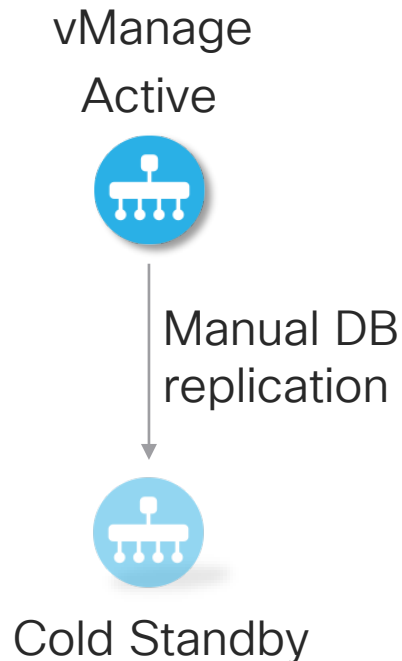 vManage
Active
Manual DB
replication
Cold Standby